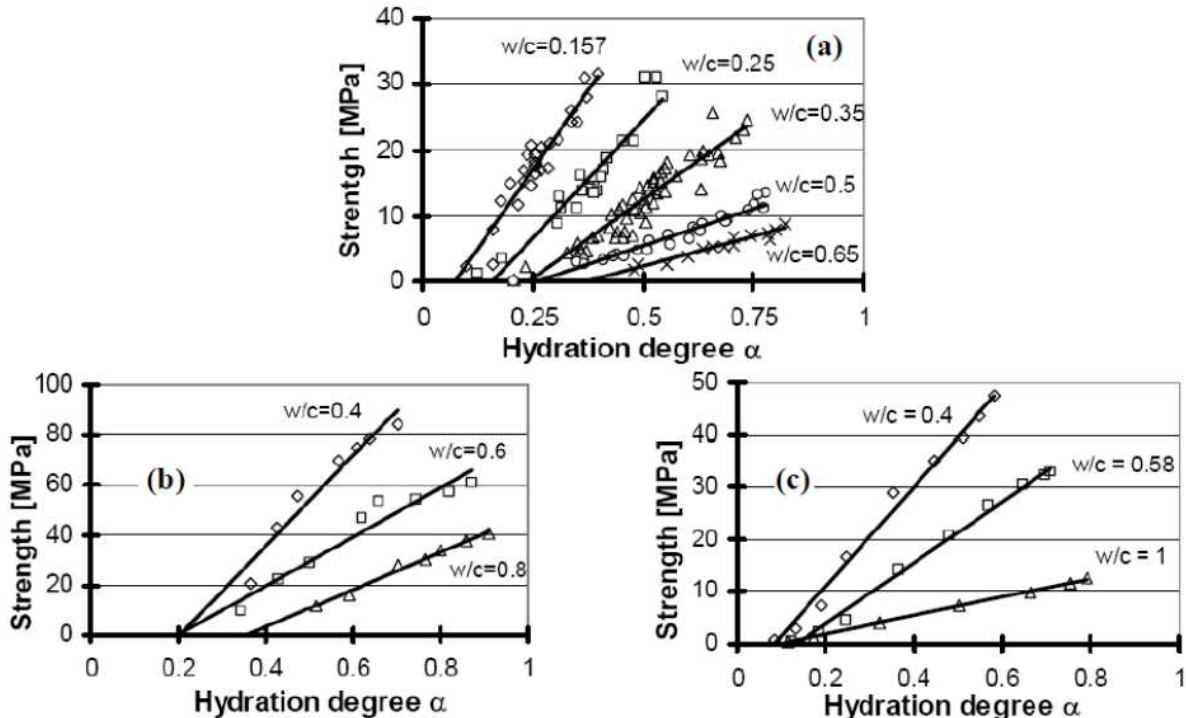 40
30
20
10
0
Strentgh [MPa]
w/c=0.157
(a)
w/c=0.25
w/c=0.35
w/c=0.5
w/c=0.65
0 0.25 0.5 0.75 1
Hydration degree α
100
80
60
40
20
0
Strength [MPa]
w/c=0.4
(b)
w/c=0.6
w/c=0.8
0 0.2 0.4 0.6 0.8 1
Hydration degree α
50
40
30
20
10
0
Strength [MPa]
w/c = 0.4
w/c = 0.58
(c)
w/c = 1
0 0.2 0.4 0.6 0.8 1
Hydration degree α